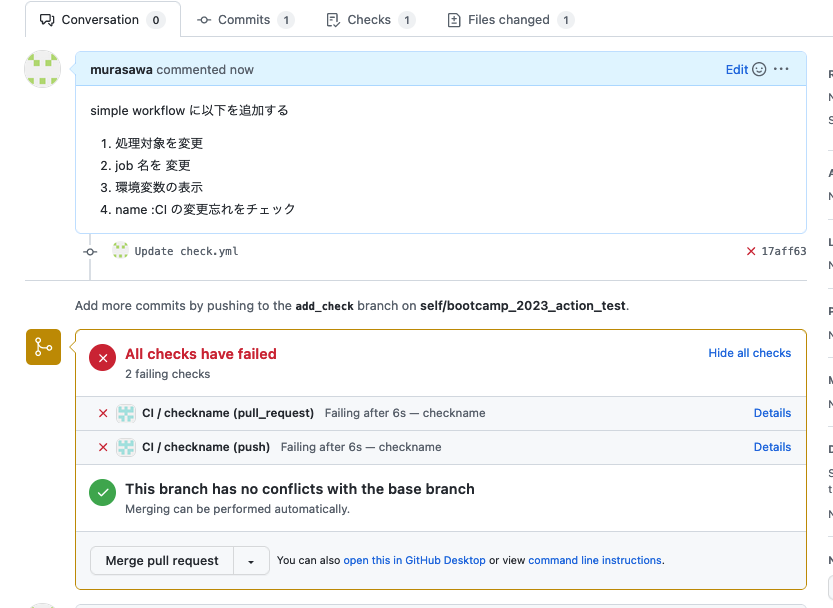 Conversation 0 Commits 1 Checks 1 Files changed 1
murasawa commented now Edit
simple workflow に以下を追加する
1. 処理対象を変更
2. job 名を 変更
3. 環境変数の表示
4. name :CI の変更忘れをチェック
Update check.yml 17aff63
Add more commits by pushing to the add_check branch on self/bootcamp_2023_action_test.
All checks have failed Hide all checks
2 failing checks
CI / checkname (pull_request) Failing after 6s — checkname Details
CI / checkname (push) Failing after 6s — checkname Details
This branch has no conflicts with the base branch
Merging can be performed automatically.
Merge pull request You can also open this in GitHub Desktop or view command line instructions.